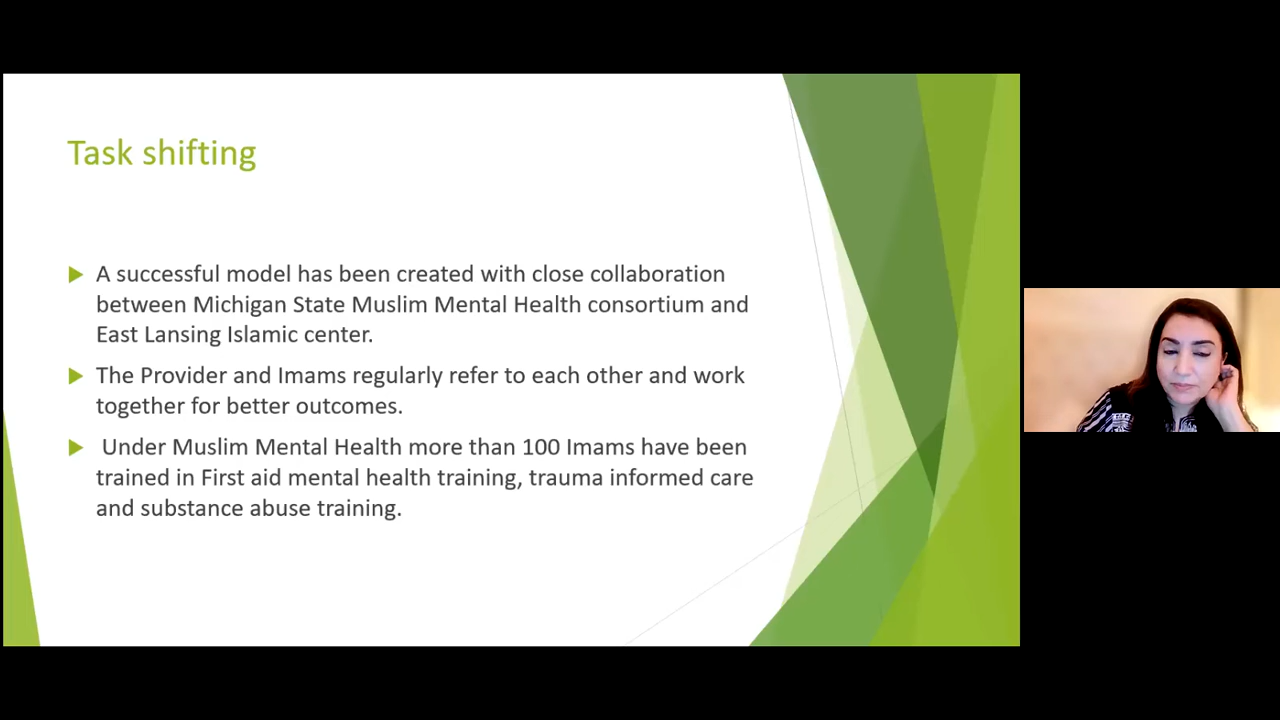 Task shifting
A successful model has been created with close collaboration
between Michigan State Muslim Mental Health consortium and
East Lansing Islamic center.
The Provider and Imams regularly refer to each other and work
together for better outcomes.
Under Muslim Mental Health more than 100 Imams have been
trained in First aid mental health training, trauma informed care
and substance abuse training.